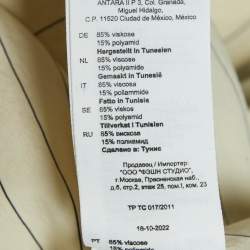 ANTARA II P 3, Col. Granada,
Miguel Hidalgo,
C.P. 11520 Ciudad de México, México
DE 85% viskose
15% polyamid
Hergestellt in Tunesien
NL 85% viscose
15% polyamide
Gemaakt in Tunesië
IT 85% viscosa
15% poliammide
Fatto in Tunisia
SE 85% viskos
15% polyamid
Tillverkat i Tunisien
RU 85% вискоза
15% полиамид
Сделано в: Тунис
Продавец / Импортер:
"ООО "ФЭШН СТУДИО",
г.Москва, Пресненская наб.,
д.8, стр.2, этаж 25, пом.I, ком. 23
ТР ТС 017/2011
18-10-2022
PT 85% viscose